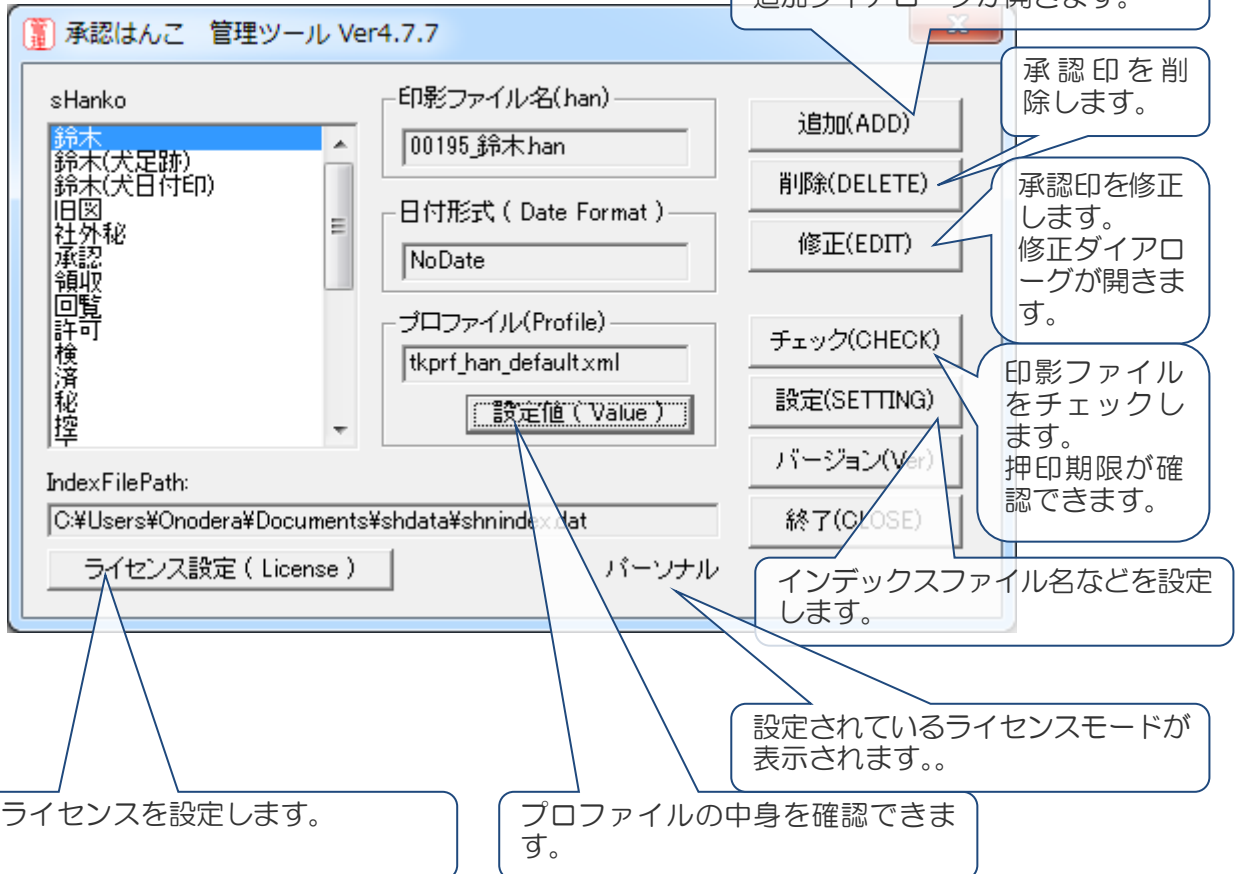 追加ダイアローグが開きます。
承認はんこ　管理ツール Ver4.7.7
承認印を削
除します。
sHanko
鈴木
鈴木(犬足跡)
鈴木(犬日付印)
旧図
社外秘
承認
領収
回覧
許可
検
済
秘
控
印影ファイル名(han)
00195_鈴木.han
日付形式 ( Date Format )
NoDate
プロファイル(Profile)
tkprf_han_default.xml
設定値 ( Value )
追加(ADD)
削除(DELETE)
修正(EDIT)
チェック(CHECK)
設定(SETTING)
バージョン(Ver)
終了(CLOSE)
承認印を修正
します。
修正ダイアロ
ーグが開きま
す。
印影ファイル
をチェックし
ます。
押印期限が確
認できます。
IndexFilePath:
C:¥Users¥Onodera¥Documents¥shdata¥shnindex.dat
ライセンス設定 ( License )
パーソナル
インデックスファイル名などを設定
します。
設定されているライセンスモードが
表示されます。。
ライセンスを設定します。
プロファイルの中身を確認できま
す。